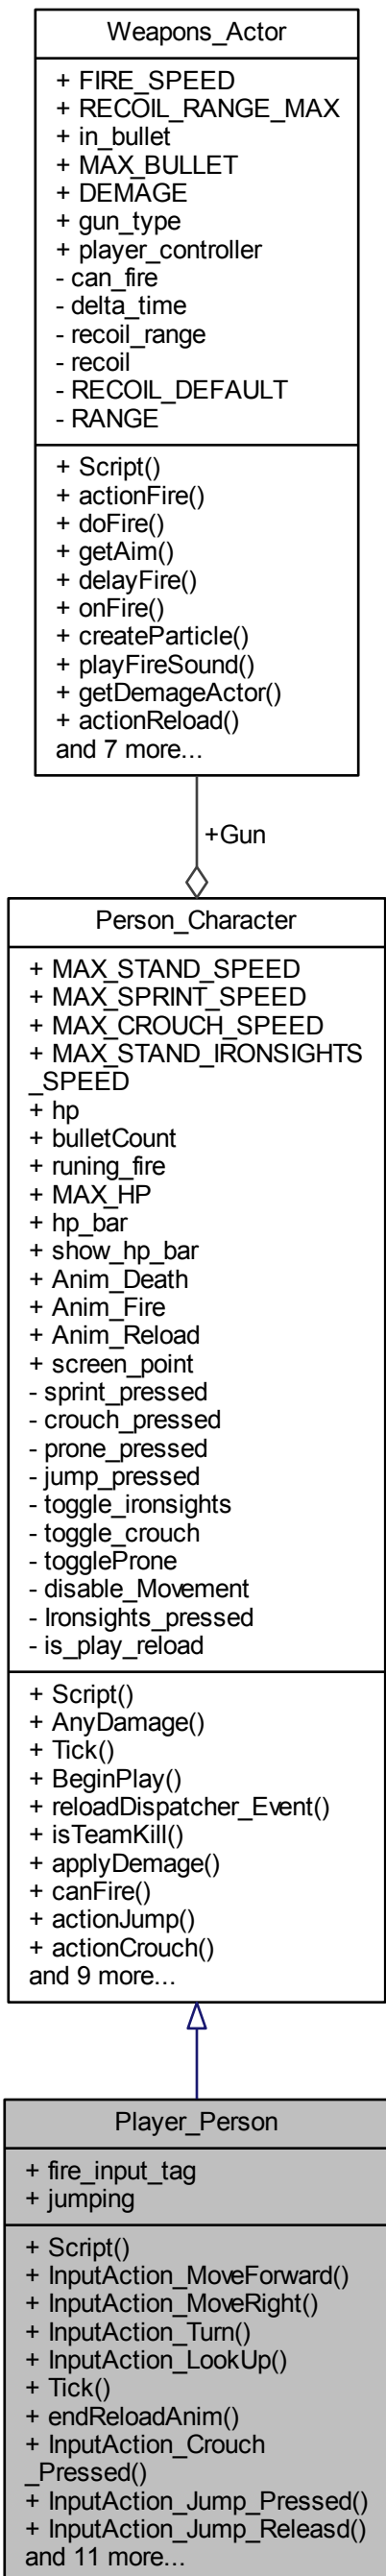 Weapons_Actor
+ FIRE_SPEED
+ RECOIL_RANGE_MAX
+ in_bullet
+ MAX_BULLET
+ DEMAGE
+ gun_type
+ player_controller
- can_fire
- delta_time
- recoil_range
- recoil
- RECOIL_DEFAULT
- RANGE
+ Script()
+ actionFire()
+ doFire()
+ getAim()
+ delayFire()
+ onFire()
+ createParticle()
+ playFireSound()
+ getDemageActor()
+ actionReload()
and 7 more...
+Gun
Person_Character
+ MAX_STAND_SPEED
+ MAX_SPRINT_SPEED
+ MAX_CROUCH_SPEED
+ MAX_STAND_IRONSIGHTS
_SPEED
+ hp
+ bulletCount
+ runing_fire
+ MAX_HP
+ hp_bar
+ show_hp_bar
+ Anim_Death
+ Anim_Fire
+ Anim_Reload
+ screen_point
- sprint_pressed
- crouch_pressed
- prone_pressed
- jump_pressed
- toggle_ironsights
- toggle_crouch
- toggleProne
- disable_Movement
- Ironsights_pressed
- is_play_reload
+ Script()
+ AnyDamage()
+ Tick()
+ BeginPlay()
+ reloadDispatcher_Event()
+ isTeamKill()
+ applyDemage()
+ canFire()
+ actionJump()
+ actionCrouch()
and 9 more...
Player_Person
+ fire_input_tag
+ jumping
+ Script()
+ InputAction_MoveForward()
+ InputAction_MoveRight()
+ InputAction_Turn()
+ InputAction_LookUp()
+ Tick()
+ endReloadAnim()
+ InputAction_Crouch
_Pressed()
+ InputAction_Jump_Pressed()
+ InputAction_Jump_Releasd()
and 11 more...